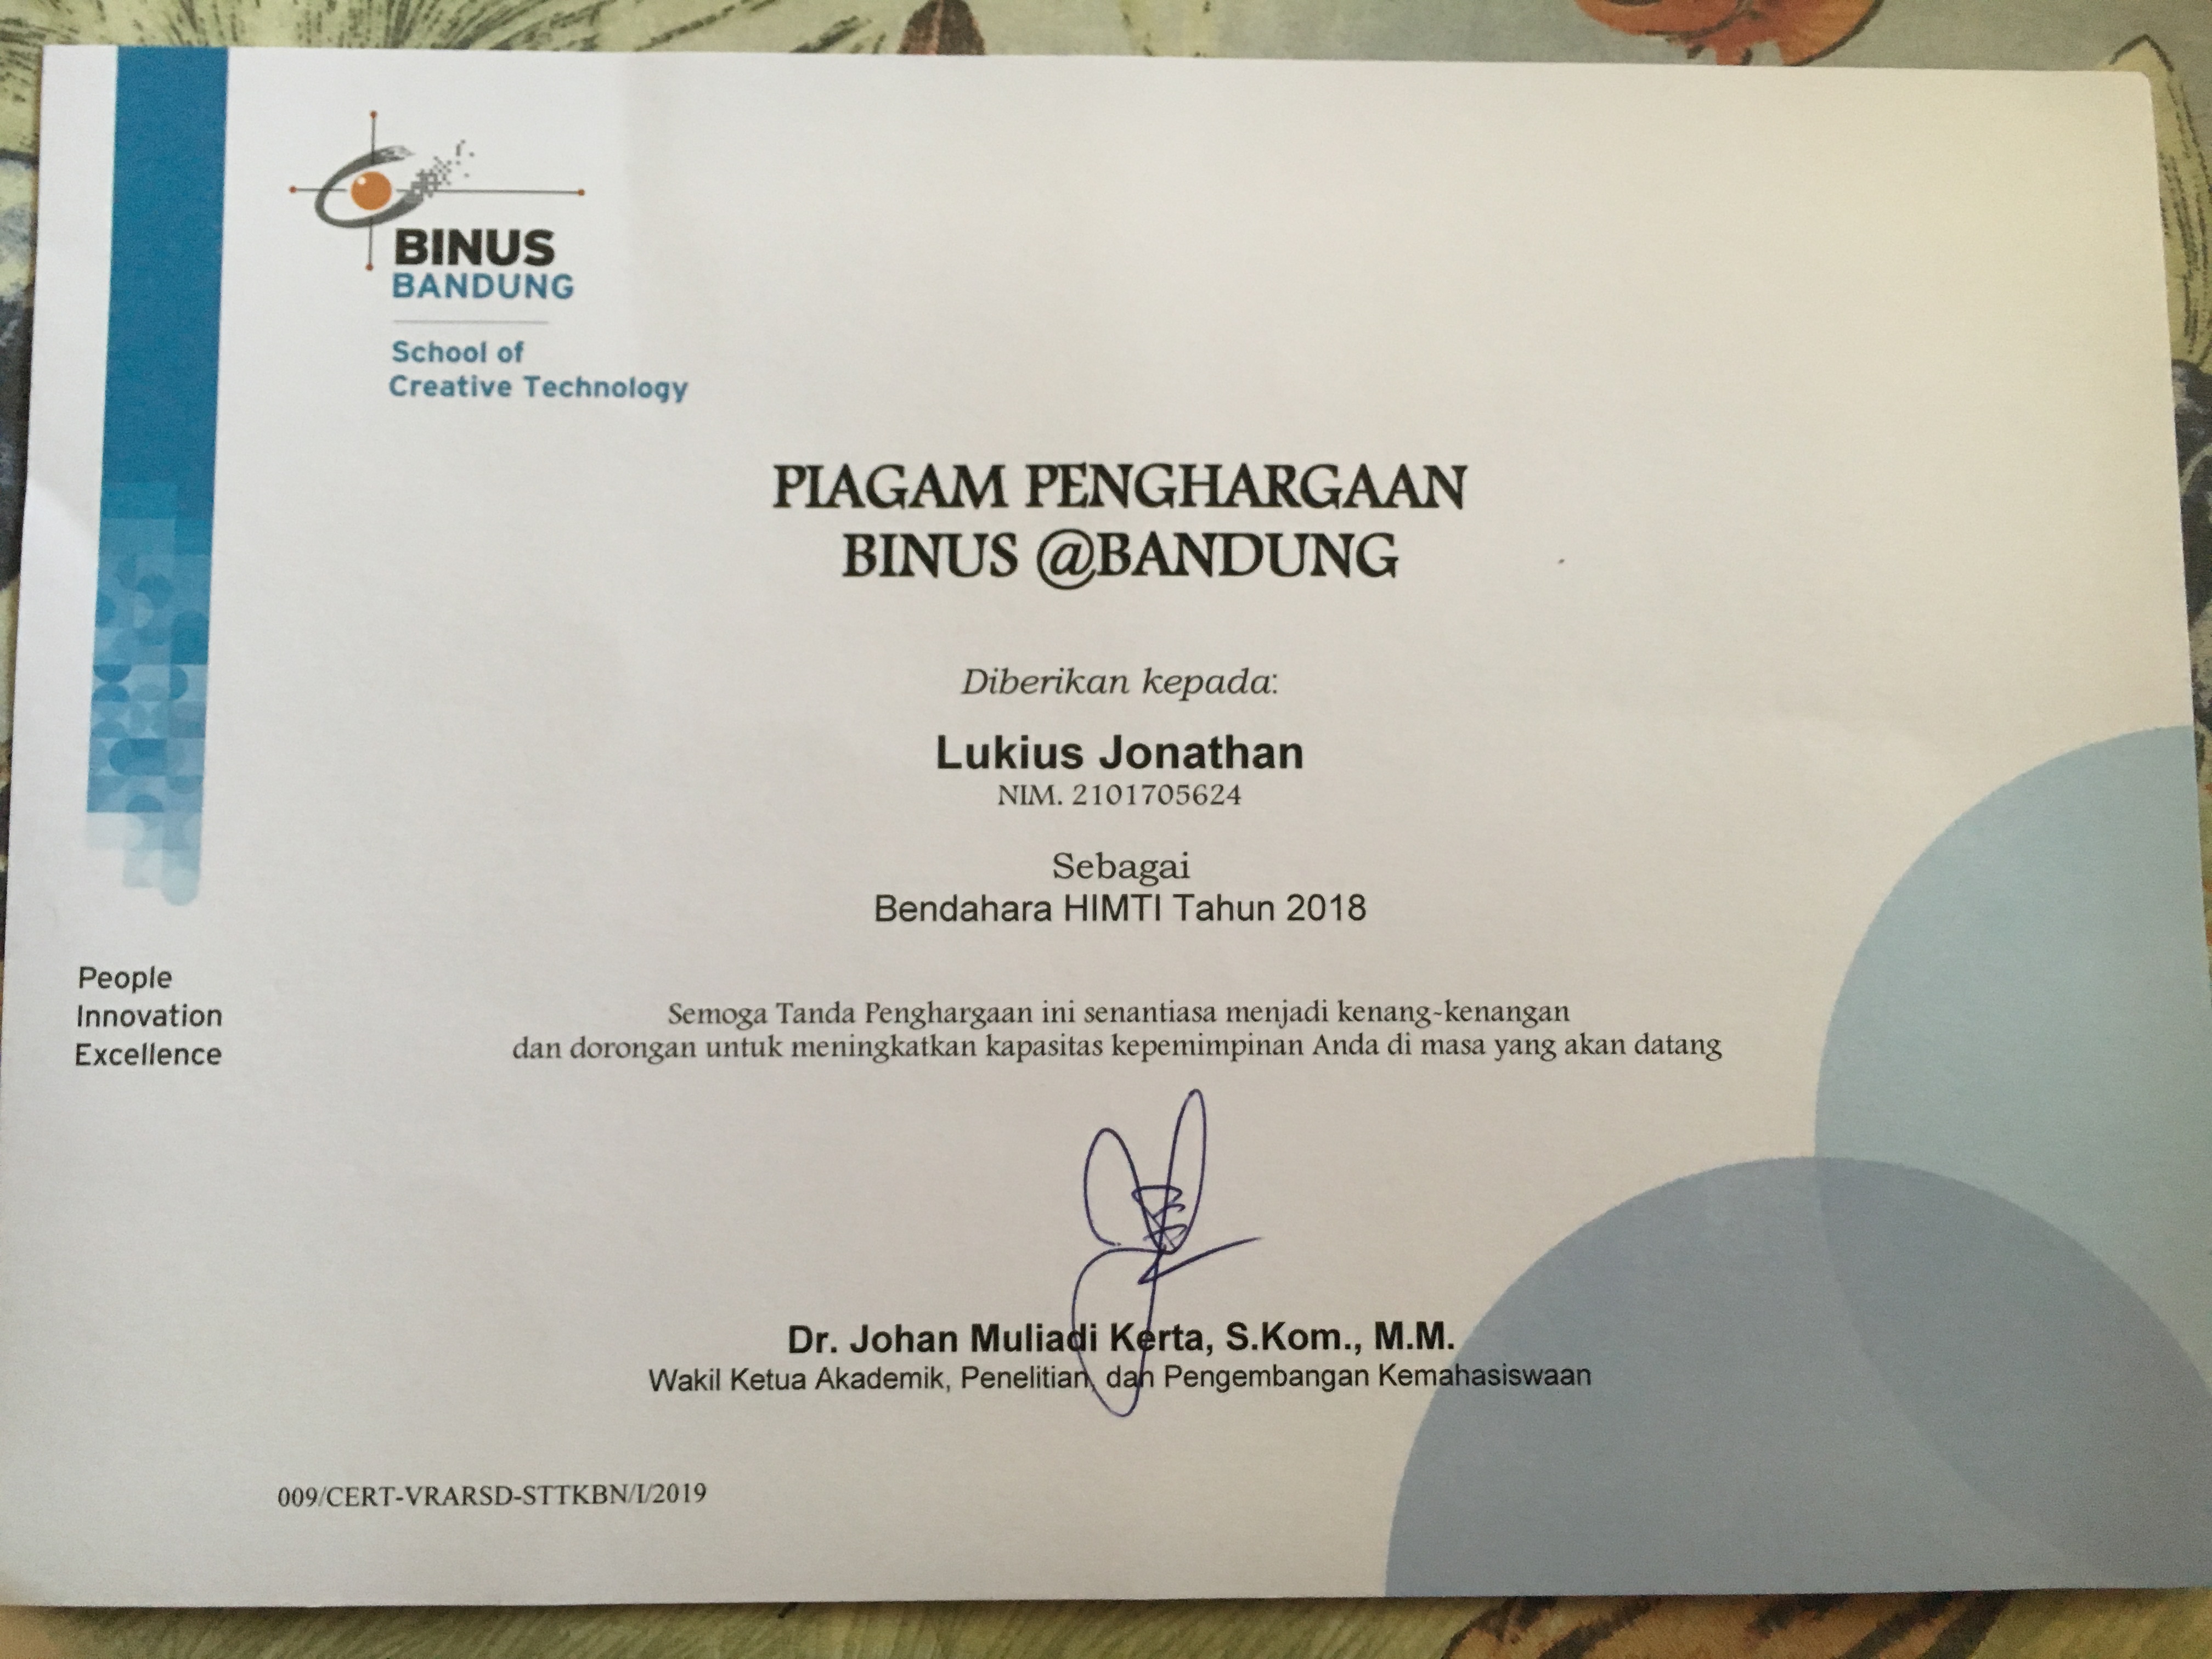 BINUS
BANDUNG
School of
Creative Technology
PIAGAM PENGHARGAAN
BINUS @BANDUNG
Diberikan kepada:
Lukius Jonathan
NIM. 2101705624
Sebagai
Bendahara HIMTI Tahun 2018
People
Innovation
Excellence
Semoga Tanda Penghargaan ini senantiasa menjadi kenang-kenangan
dan dorongan untuk meningkatkan kapasitas kepemimpinan Anda di masa yang akan datang
Dr. Johan Muliadi Kerta, S.Kom., M.M.
Wakil Ketua Akademik, Penelitian, dan Pengembangan Kemahasiswaan
009/CERT-VRARSD-STTKBN/I/2019